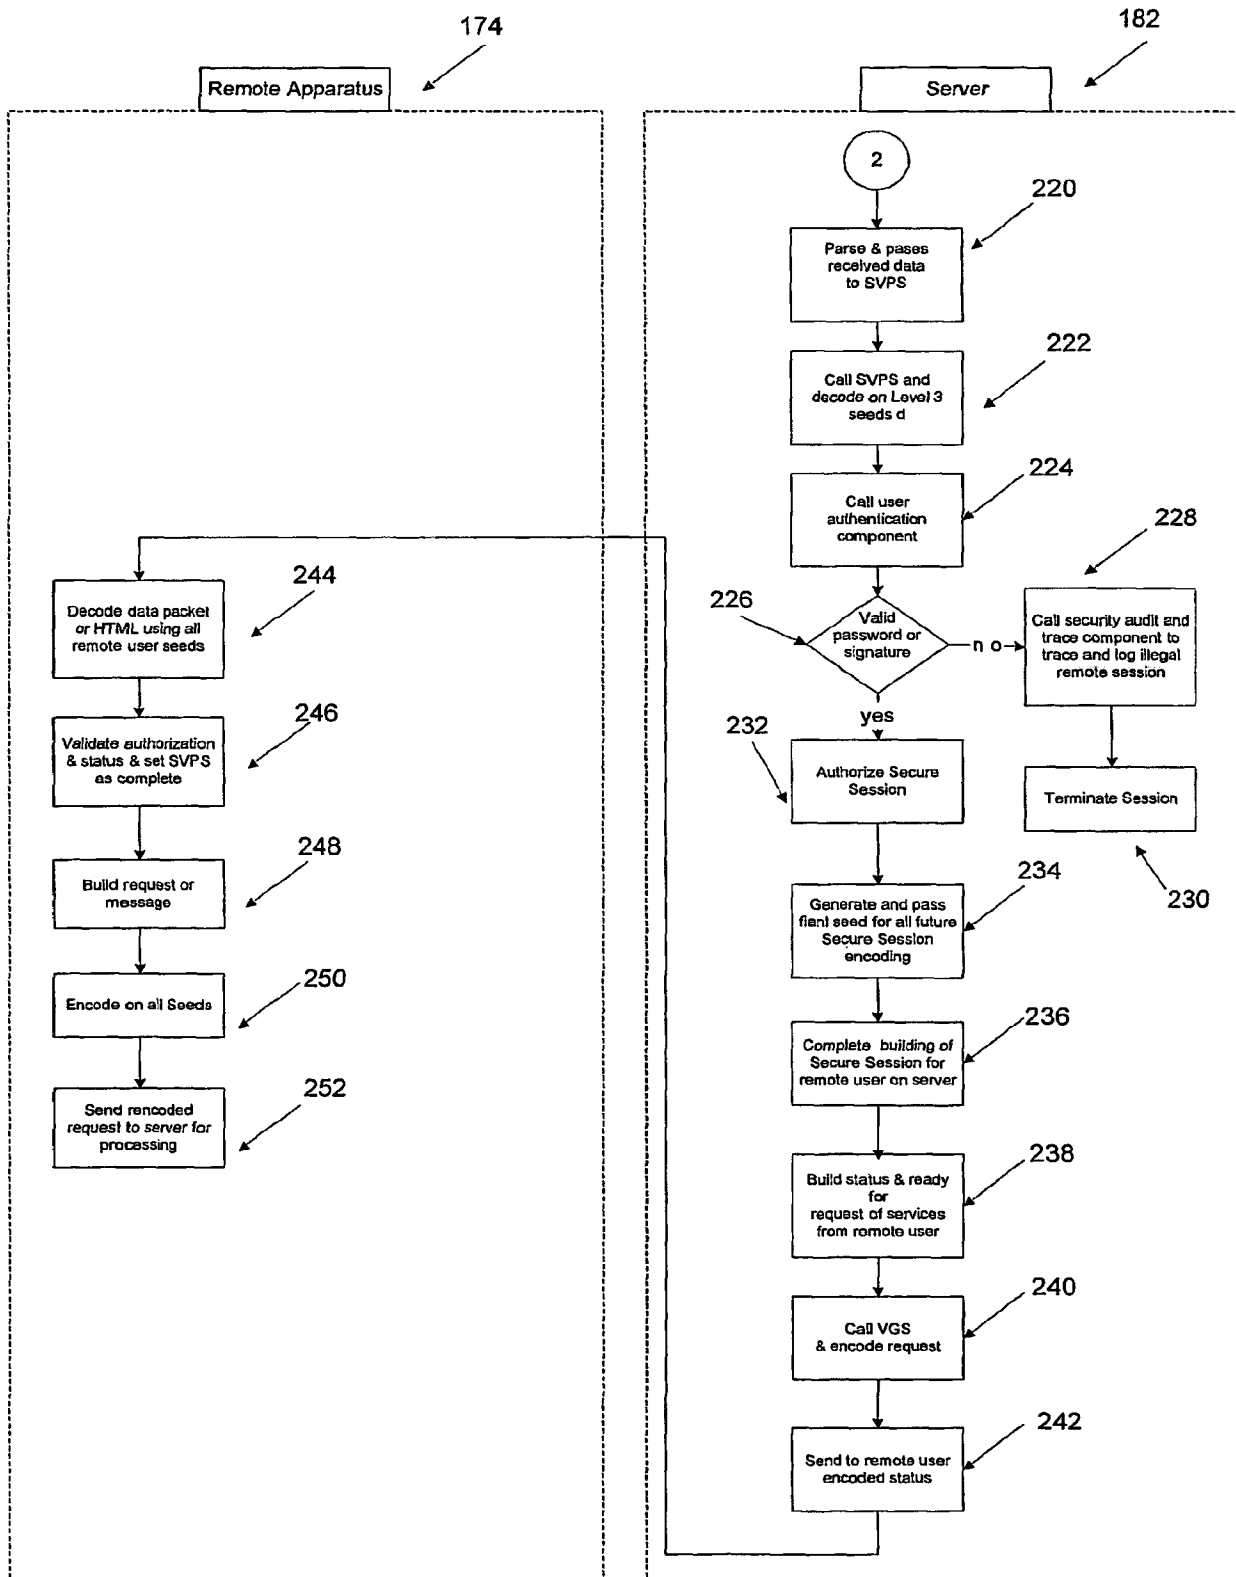 174
Remote Apparatus
182
Server
2
220
Parse & pases
received data
to SVPS
222
Call SVPS and
decode on Level 3
seeds d
224
Call user
authentication
component
226
Valid
password or
signature
n o
228
Call security audit and
trace component to
trace and log illegal
remote session
yes
230
Terminate Session
232
Authorize Secure
Session
234
Generate and pass
fient seed for all future
Secure Session
encoding
236
Complete building of
Secure Session for
remote user on server
238
Build status & ready
for
request of services
from remote user
240
Call VGS
& encode request
242
Send to remote user
encoded status
244
Decode data packet
or HTML using all
remote user seeds
246
Validate authorization
& status & set SVPS
as complete
248
Build request or
message
250
Encode on all Seeds
252
Send rencoded
request to server for
processing